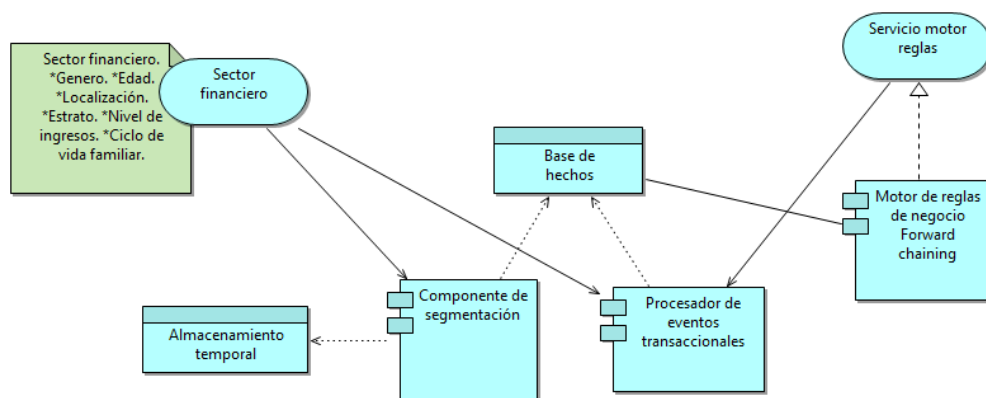 Sector financiero.
*Genero. *Edad.
*Localización.
*Estrato. *Nivel de
ingresos. *Ciclo de
vida familiar.
Sector
financiero
Servicio motor
reglas
Base de
hechos
Motor de reglas
de negocio
Forward
chaining
Componente de
segmentación
Procesador de
eventos
transaccionales
Almacenamiento
temporal